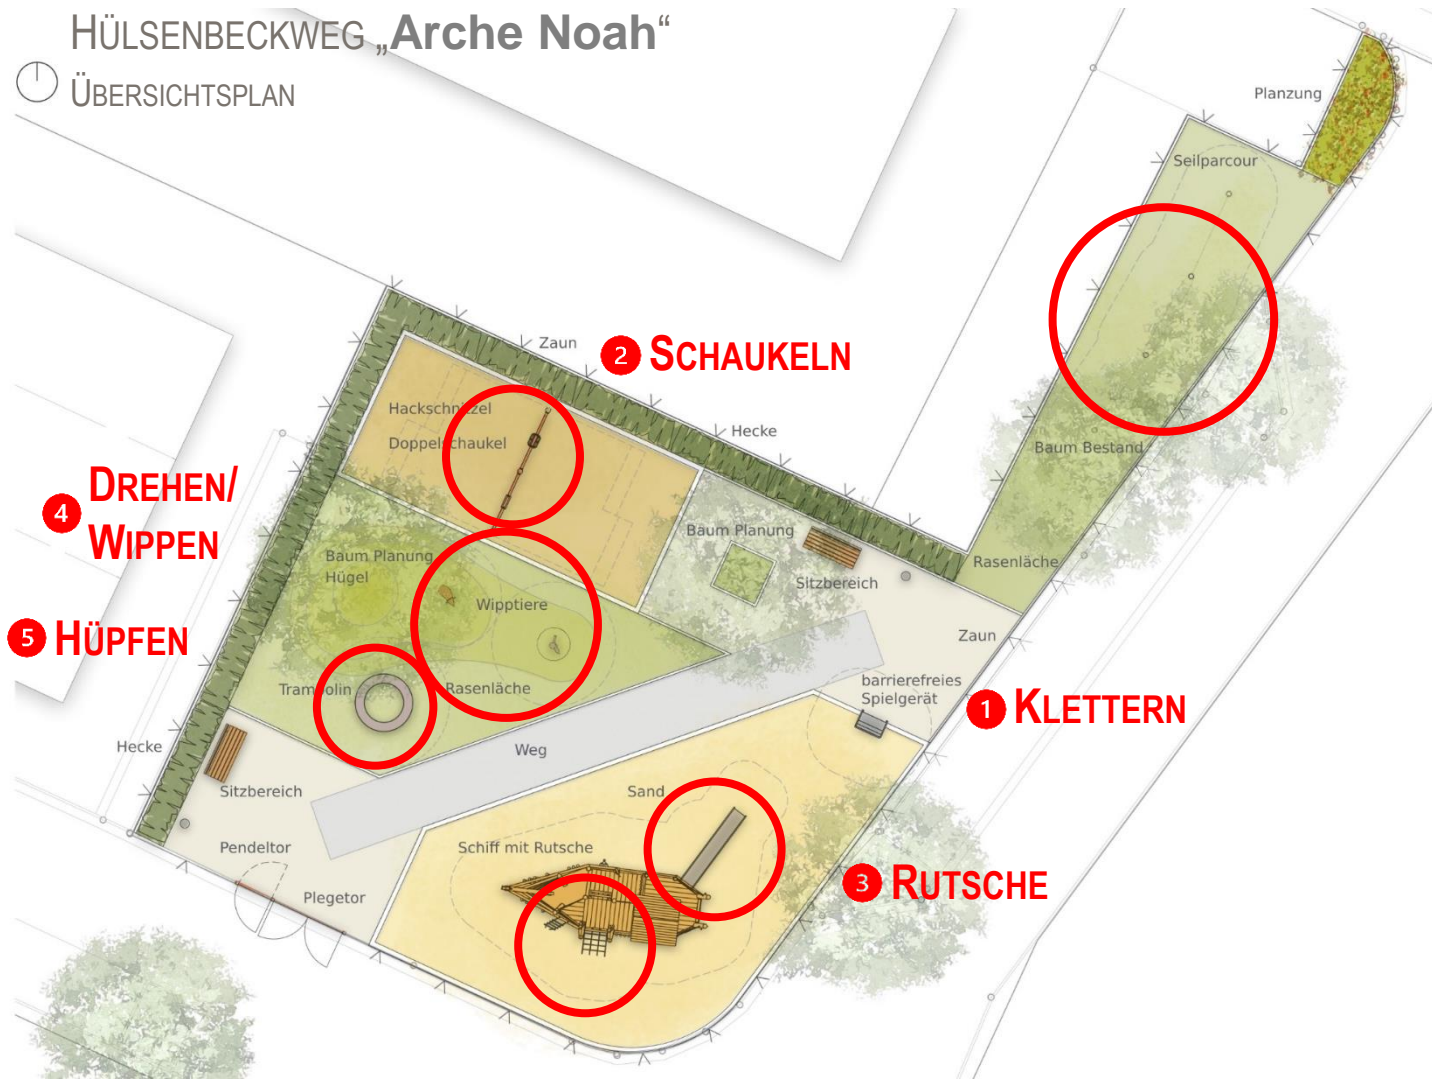 HÜLSENBECKWEG „Arche Noah“
ÜBERSICHTSPLAN
Planzung
Seilparcour
Zaun
2 SCHAUKELN
Hackschnitzel
Hecke
Doppelschaukel
Baum Bestand
4 DREHEN/
WIPPEN
Baum Planung
Baum Planung
Hügel
Rasenläche
Sitzbereich
Wipptiere
5 HÜPFEN
Zaun
barrierefreies
Spielgerät
Trampolin
Rasenläche
1 KLETTERN
Hecke
Weg
Sitzbereich
Sand
Pendeltor
Schiff mit Rutsche
3 RUTSCHE
Plegetor